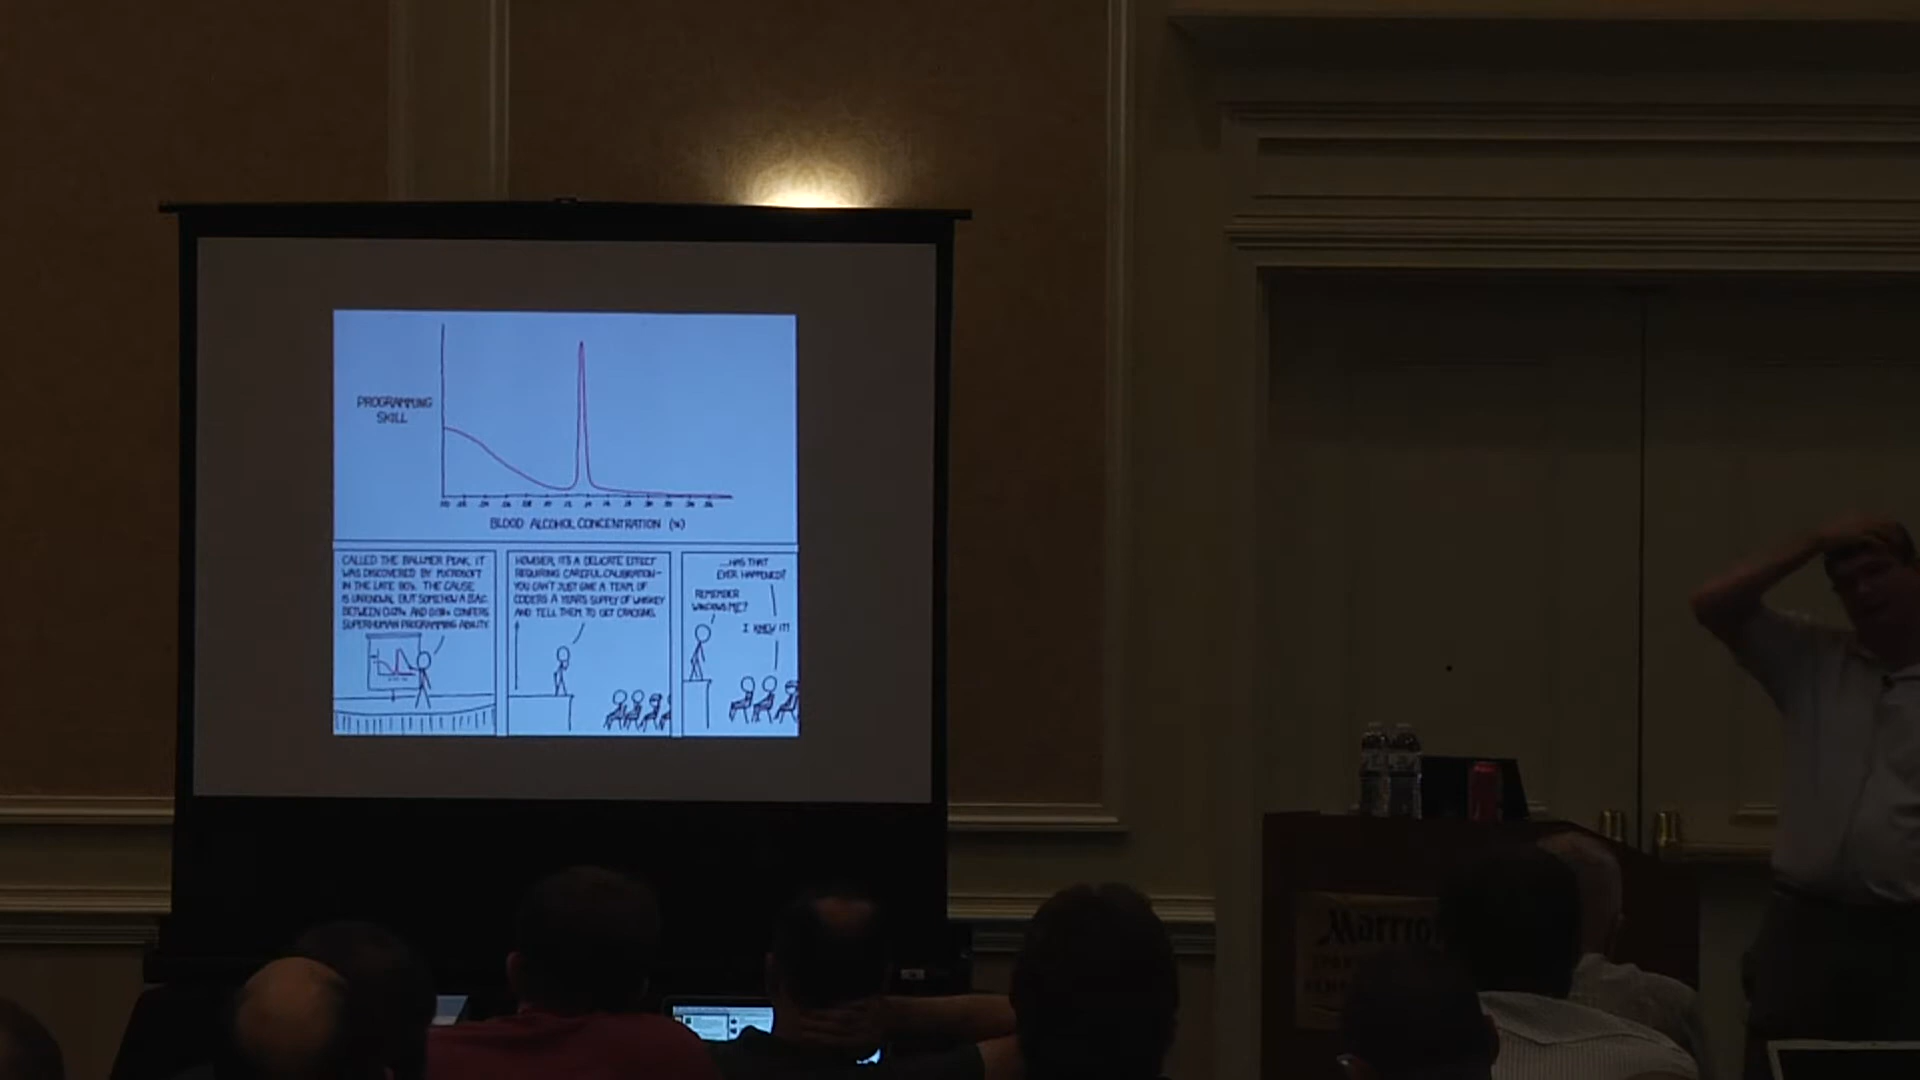 PROGRAMMING
SKILL
BLOOD ALCOHOL CONCENTRATION (%)
CALLED THE BALLMER PEAK, IT
WAS DISCOVERED BY MICROSOFT
IN THE LATE 80's. THE CAUSE
IS UNKNOWN, BUT SOMEHOW A B.A.C.
BETWEEN AND CONFERS
SUPERHUMAN PROGRAMMING ABILITY.
HOWEVER, IT'S A DELICATE EFFECT
REQUIRING CAREFUL CALIBRATION–
YOU CAN'T JUST GIVE A TEAM OF
CODERS A YEAR'S SUPPLY OF WHISKEY
AND TELL THEM TO GET CRACKING.
...HAS THAT
EVER HAPPENED?
REMEMBER
WINDOWS ME?
I KNEW IT!
Marrio